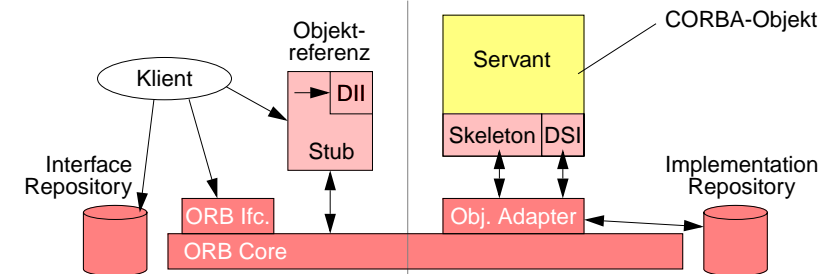 Objekt-
referenz
CORBA-Objekt
Klient
DII
Servant
Stub
Skeleton
DSI
Interface
Repository
Implementation
Repository
ORB Ifc.
Obj. Adapter
ORB Core